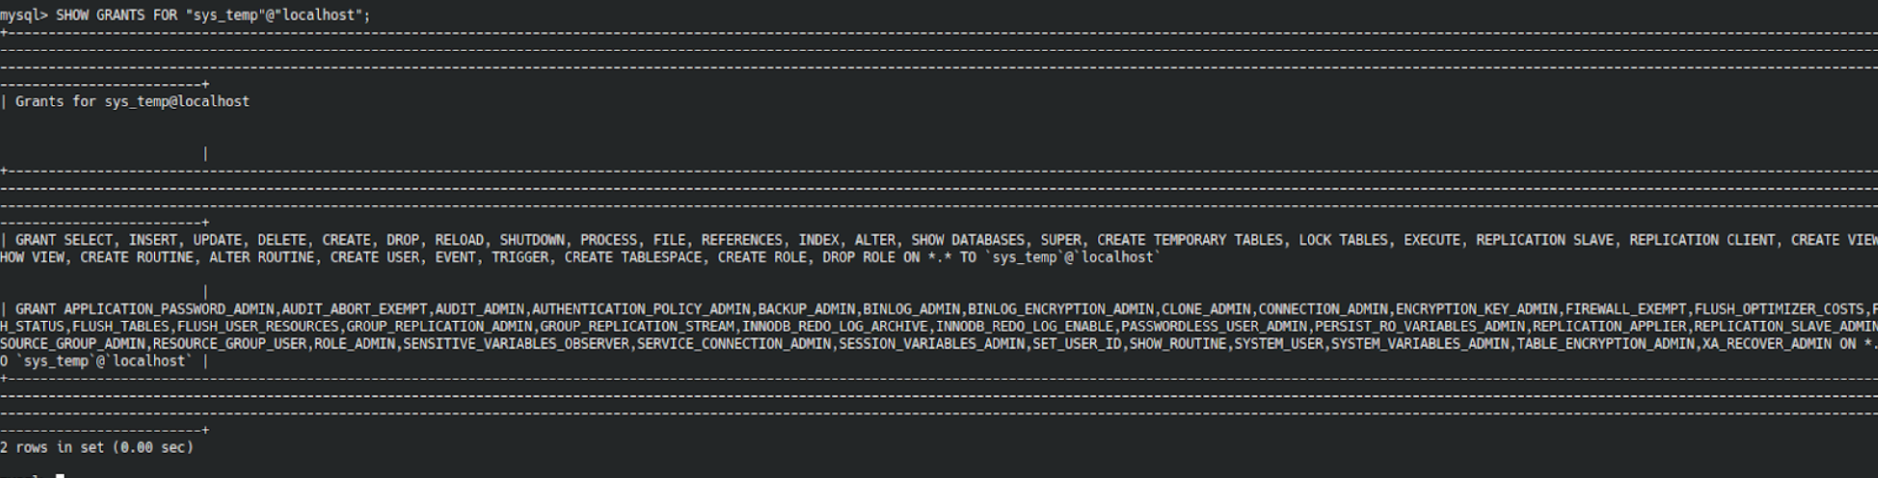 mysql> SHOW GRANTS FOR "sys_temp"@"localhost";
+--------------------------------------------------------------------------------
--------------------------------------------------------------------------------
--------------------------------------------------------------------------------
-------------------------+
| Grants for sys_temp@localhost
|
+--------------------------------------------------------------------------------
--------------------------------------------------------------------------------
--------------------------------------------------------------------------------
-------------------------+
| GRANT SELECT, INSERT, UPDATE, DELETE, CREATE, DROP, RELOAD, SHUTDOWN, PROCESS, FILE, REFERENCES, INDEX, ALTER, SHOW DATABASES, SUPER, CREATE TEMPORARY TABLES, LOCK TABLES, EXECUTE, REPLICATION SLAVE, REPLICATION CLIENT, CREATE VIEW
HOW VIEW, CREATE ROUTINE, ALTER ROUTINE, CREATE USER, EVENT, TRIGGER, CREATE TABLESPACE, CREATE ROLE, DROP ROLE ON *.* TO `sys_temp`@`localhost`
|
| GRANT APPLICATION_PASSWORD_ADMIN,AUDIT_ABORT_EXEMPT,AUDIT_ADMIN,AUTHENTICATION_POLICY_ADMIN,BACKUP_ADMIN,BINLOG_ADMIN,BINLOG_ENCRYPTION_ADMIN,CLONE_ADMIN,CONNECTION_ADMIN,ENCRYPTION_KEY_ADMIN,FIREWALL_EXEMPT,FLUSH_OPTIMIZER_COSTS,F
H_STATUS,FLUSH_TABLES,FLUSH_USER_RESOURCES,GROUP_REPLICATION_ADMIN,GROUP_REPLICATION_STREAM,INNODB_REDO_LOG_ARCHIVE,INNODB_REDO_LOG_ENABLE,PASSWORDLESS_USER_ADMIN,PERSIST_RO_VARIABLES_ADMIN,REPLICATION_APPLIER,REPLICATION_SLAVE_ADMIN
SOURCE_GROUP_ADMIN,RESOURCE_GROUP_USER,ROLE_ADMIN,SENSITIVE_VARIABLES_OBSERVER,SERVICE_CONNECTION_ADMIN,SESSION_VARIABLES_ADMIN,SET_USER_ID,SHOW_ROUTINE,SYSTEM_USER,SYSTEM_VARIABLES_ADMIN,TABLE_ENCRYPTION_ADMIN,XA_RECOVER_ADMIN ON *.
O `sys_temp`@`localhost` |
+--------------------------------------------------------------------------------
--------------------------------------------------------------------------------
--------------------------------------------------------------------------------
-------------------------+
2 rows in set (0.00 sec)